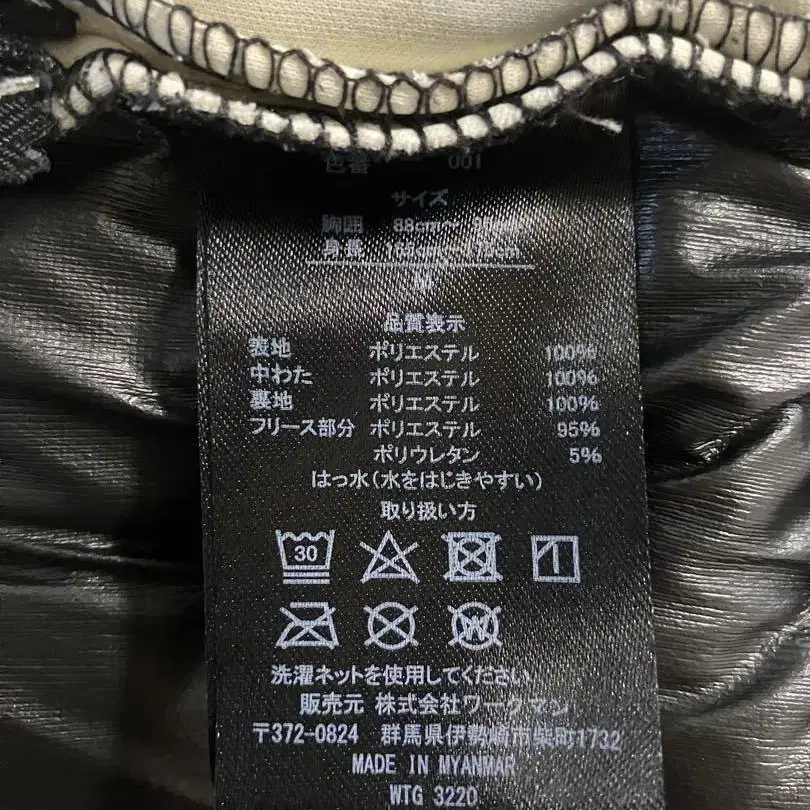 色番 001
サイズ
胸囲 88cm〜
身長
M
品質表示
表地 ポリエステル 100%
中わた ポリエステル 100%
裏地 ポリエステル 100%
フリース部分 ポリエステル 95%
ポリウレタン 5%
はっ水(水をはじきやすい)
取り扱い方
30
W
洗濯ネットを使用してください。
販売元 株式会社ワークマン
〒372-0824 群馬県伊勢崎市柴町1732
MADE IN MYANMAR
WTG 3220